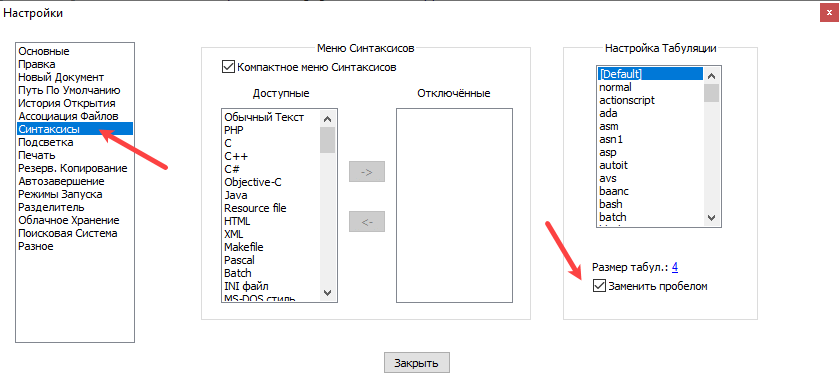 Настройки
x
Основные
Правка
Новый Документ
Путь По Умолчанию
История Открытия
Ассоциация Файлов
Синтаксисы
Подсветка
Печать
Резерв. Копирование
Автозавершение
Режимы Запуска
Разделитель
Облачное Хранение
Поисковая Система
Разное
Меню Синтаксисов
Компактное меню Синтаксисов
Доступные
Обычный Текст
PHP
C
C++
C#
Objective-C
Java
Resource file
HTML
XML
Makefile
Pascal
Batch
INI файл
MS-DOS стиль
->
<-
Отключённые
Настройка Табуляции
[Default]
normal
actionscript
ada
asm
asn1
asp
autoit
avs
baanc
bash
batch
Размер табул.: 4
Заменить пробелом
Закрыть